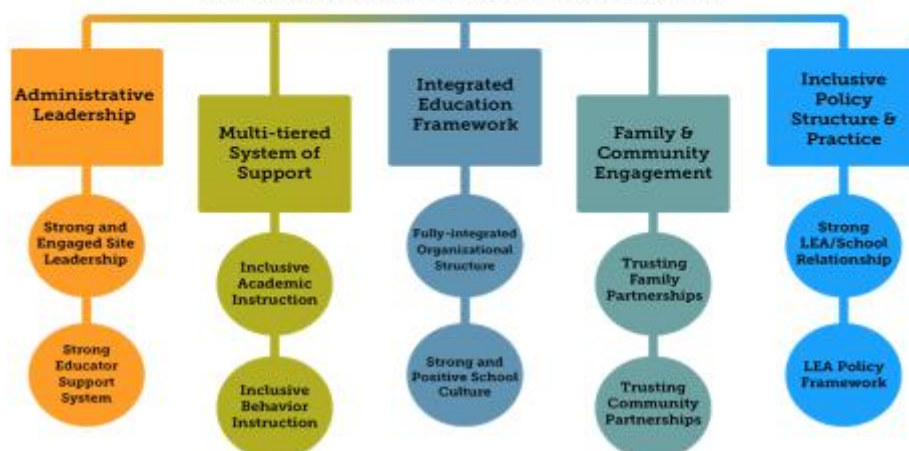 Administrative
Leadership
Strong and
Engaged Site
Leadership
Strong
Educator
Support
System
Multi-tiered
System of
Support
Inclusive
Academic
Instruction
Inclusive
Behavior
Instruction
Integrated
Education
Framework
Fully-integrated
Organizational
Structure
Strong and
Positive School
Culture
Family &
Community
Engagement
Trusting
Family
Partnerships
Trusting
Community
Partnerships
Inclusive
Policy
Structure &
Practice
Strong
LEA/School
Relationship
LEA Policy
Framework